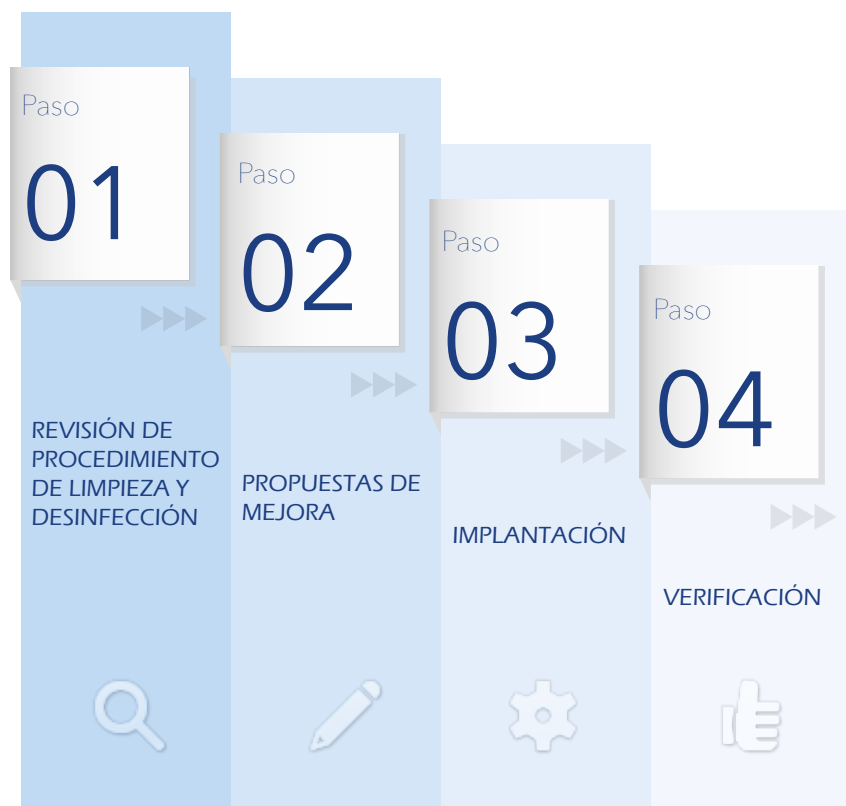 Paso
01
REVISIÓN DE
PROCEDIMIENTO
DE LIMPIEZA Y
DESINFECCIÓN
Paso
02
PROPUESTAS DE
MEJORA
Paso
03
IMPLANTACIÓN
Paso
04
VERIFICACIÓN